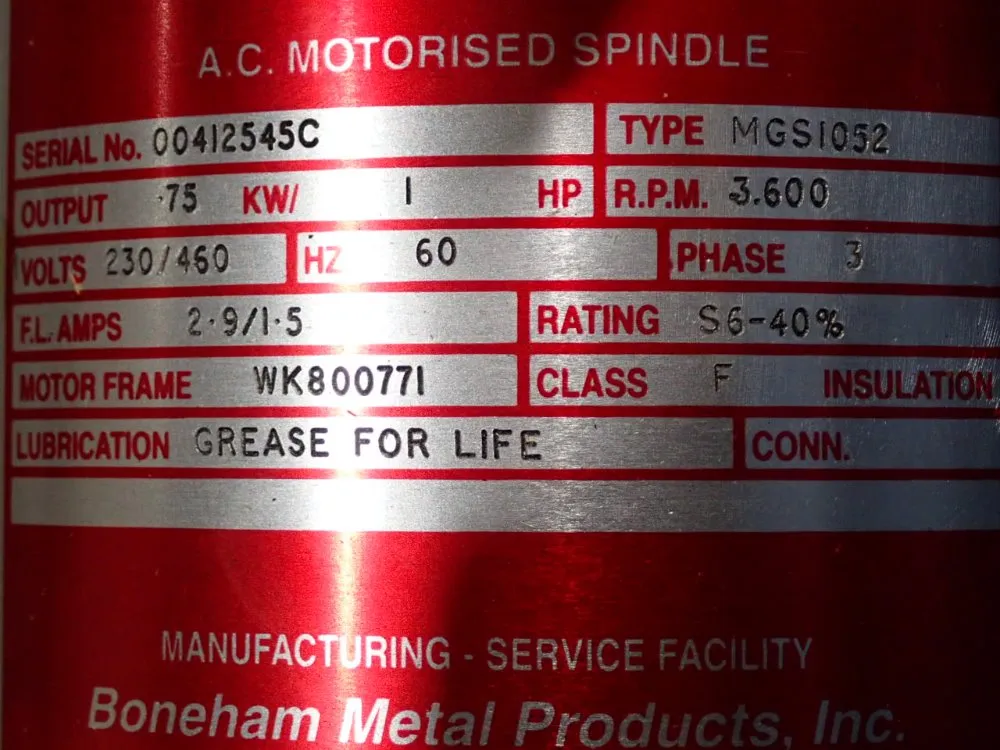 A.C. MOTORISED SPINDLE
SERIAL No. 00412545C TYPE MGS1052
OUTPUT .75 KW/ 1 HP R.P.M. 3.600
VOLTS 230/460 HZ 60 PHASE 3
F.L. AMPS 2·9/1·5 RATING S6-40%
MOTOR FRAME WK800771 CLASS F INSULATION
LUBRICATION GREASE FOR LIFE CONN.
MANUFACTURING - SERVICE FACILITY
Boneham Metal Products, Inc.